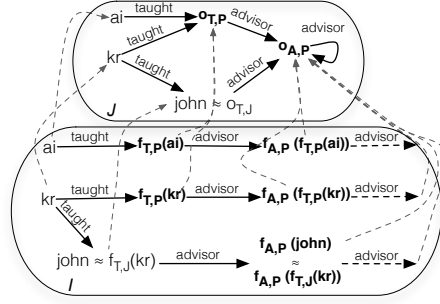 ai taught o_{T,P} advisor advisor
o_{A,P}
kr taught
taught advisor
J john ≈ o_{T,J}
ai taught f_{T,P}(ai) advisor f_{A,P} (f_{T,P}(ai)) advisor
kr taught f_{T,P}(kr) advisor f_{A,P} (f_{T,P}(kr)) advisor
taught
f_{A,P} (john)
john ≈ f_{T,J}(kr) advisor ≈ advisor
I f_{A,P} (f_{T,J}(kr))